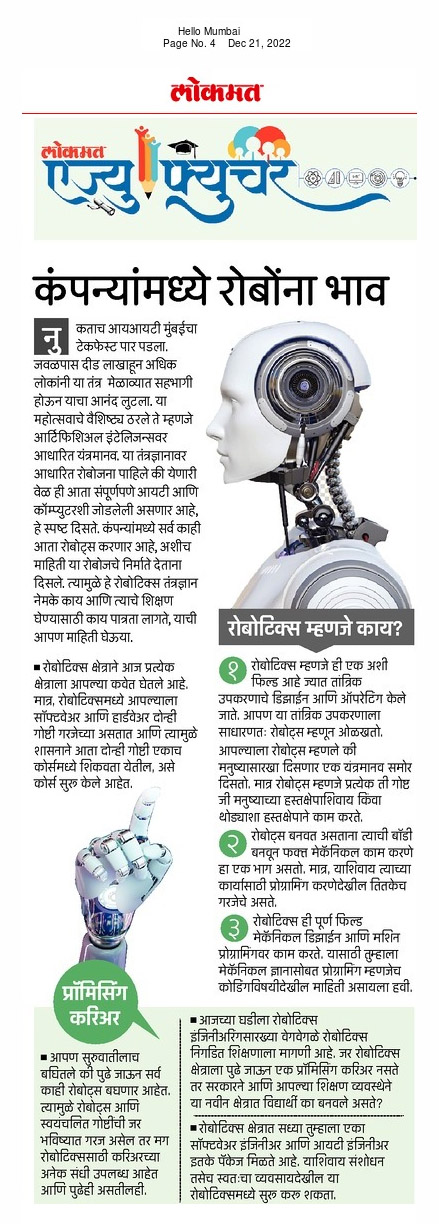 Hello Mumbai
Page No. 4 Dec 21, 2022
लोकमत
लोकमत
एज्यु फ्युचर
कंपन्यांमध्ये रोबोंना भाव
नुकताच आयआयटी मुंबईचा
टेकफेस्ट पार पडला.
जवळपास दीड लाखाहून अधिक
लोकांनी या तंत्र मेळाव्यात सहभागी
होऊन याचा आनंद लुटला. या
महोत्सवाचे वैशिष्ट्य ठरले ते म्हणजे
आर्टिफिशिअल इंटेलिजन्सवर
आधारित यंत्रमानव. या तंत्रज्ञानावर
आधारित रोबोजना पाहिले की येणारी
वेळ ही आता संपूर्णपणे आयटी आणि
कॉम्प्युटरशी जोडलेली असणार आहे,
हे स्पष्ट दिसते. कंपन्यांमध्ये सर्व काही
आता रोबोट्स करणार आहे, अशीच
माहिती या रोबोजचे निर्माते देताना
दिसले. त्यामुळे हे रोबोटिक्स तंत्रज्ञान
नेमके काय आणि त्याचे शिक्षण
घेण्यासाठी काय पात्रता लागते, याची
आपण माहिती घेऊया.
■ रोबोटिक्स क्षेत्राने आज प्रत्येक
क्षेत्राला आपल्या कवेत घेतले आहे.
मात्र, रोबोटिक्समध्ये आपल्याला
सॉफ्टवेअर आणि हार्डवेअर दोन्ही
गोष्टी गरजेच्या असतात आणि त्यामुळे
शासनाने आता दोन्ही गोष्टी एकाच
कोर्समध्ये शिकवता येतील, असे
कोर्स सुरू केले आहेत.
रोबोटिक्स म्हणजे काय?
१ रोबोटिक्स म्हणजे ही एक अशी
फिल्ड आहे ज्यात तांत्रिक
उपकरणाचे डिझाईन आणि ऑपरेटिंग केले
जाते. आपण या तांत्रिक उपकरणाला
साधारणतः रोबोट्स म्हणून ओळखतो.
आपल्याला रोबोट्स म्हणले की
मनुष्यासारखा दिसणार एक यंत्रमानव समोर
दिसतो. मात्र रोबोट्स म्हणजे प्रत्येक ती गोष्ट
जी मनुष्याच्या हस्तक्षेपाशिवाय किंवा
थोड्याशा हस्तक्षेपाने काम करते.
२ रोबोट्स बनवत असताना त्याची बॉडी
बनवून फक्त मेकॅनिकल काम करणे
हा एक भाग असतो. मात्र, याशिवाय त्याच्या
कार्यासाठी प्रोग्रामिंग करणेदेखील तितकेच
गरजेचे असते.
३ रोबोटिक्स ही पूर्ण फिल्ड
मेकॅनिकल डिझाईन आणि मशिन
प्रोग्रामिंगवर काम करते. यासाठी तुम्हाला
मेकॅनिकल ज्ञानासोबत प्रोग्रामिंग म्हणजेच
कोडिंगविषयीदेखील माहिती असायला हवी.
प्रॉमिसिंग
करिअर
■ आपण सुरुवातीलाच
बघितले की पुढे जाऊन सर्व
काही रोबोट्स बघणार आहेत.
त्यामुळे रोबोट्स आणि
स्वयंचलित गोष्टींची जर
भविष्यात गरज असेल तर मग
रोबोटिक्ससाठी करिअरच्या
अनेक संधी उपलब्ध आहेत
आणि पुढेही असतीलही.
■ आजच्या घडीला रोबोटिक्स
इंजिनीअरिंगसारख्या वेगवेगळे रोबोटिक्स
निगडित शिक्षणाला मागणी आहे. जर रोबोटिक्स
क्षेत्राला पुढे जाऊन एक प्रॉमिसिंग करिअर नसते
तर सरकारने आणि आपल्या शिक्षण व्यवस्थेने
या नवीन क्षेत्रात विद्यार्थी का बनवले असते?
■ रोबोटिक्स क्षेत्रात सध्या तुम्हाला एका
सॉफ्टवेअर इंजिनीअर आणि आयटी इंजिनीअर
इतके पॅकेज मिळते आहे. याशिवाय संशोधन
तसेच स्वतःचा व्यवसायदेखील या
रोबोटिक्समध्ये सुरू करू शकता.